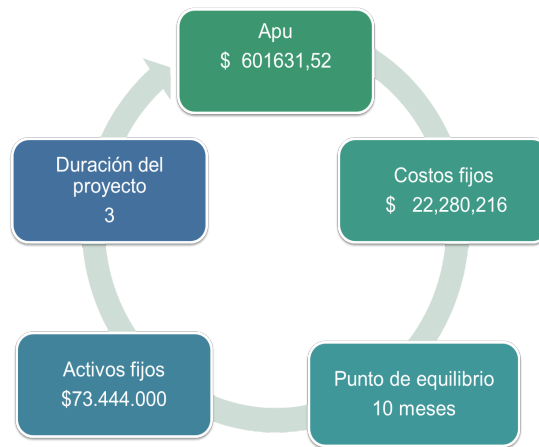 Apu
$ 601631,52
Costos fijos
$ 22,280,216
Punto de equilibrio
10 meses
Activos fijos
$73.444.000
Duración del
proyecto
3